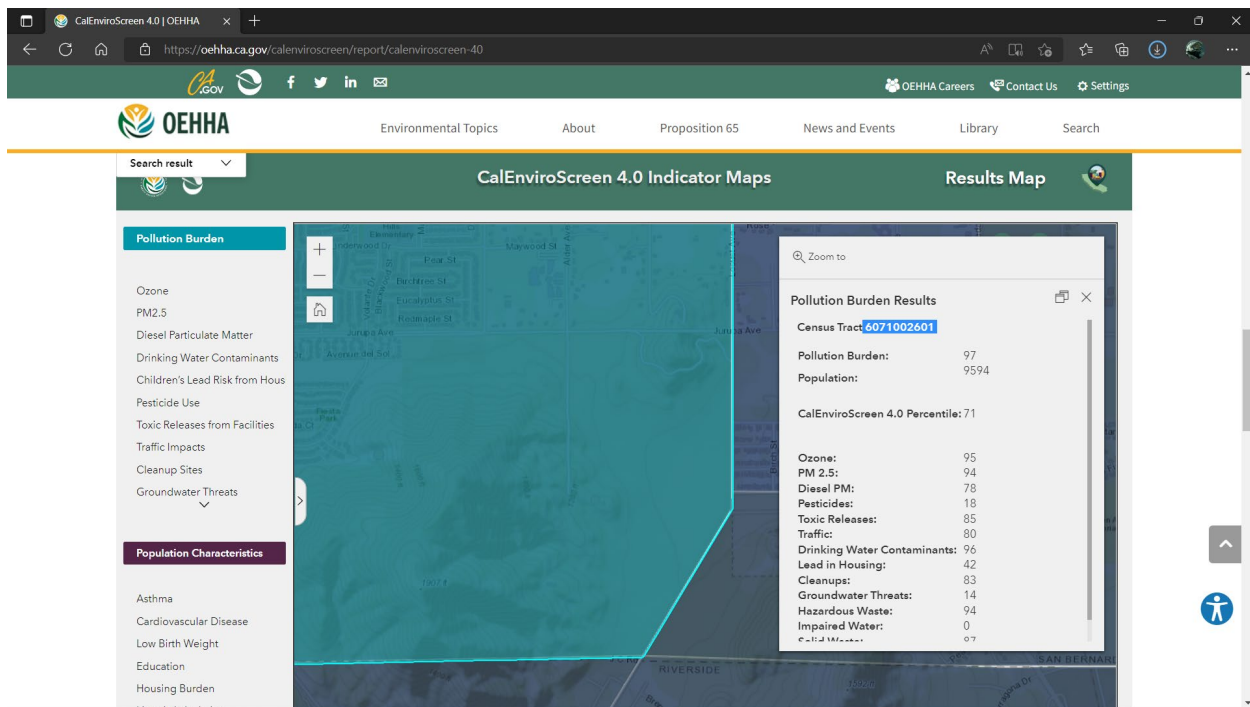 CalEnviroScreen 4.0 | OEHHA
https://oehha.ca.gov/calenviroscreen/report/calenviroscreen-40
CA.GOV
OEHHA Careers Contact Us Settings
OEHHA
Environmental Topics About Proposition 65 News and Events Library Search
Search result
CalEnviroScreen 4.0 Indicator Maps
Results Map
Pollution Burden
Ozone
PM2.5
Diesel Particulate Matter
Drinking Water Contaminants
Children's Lead Risk from Hous
Pesticide Use
Toxic Releases from Facilities
Traffic Impacts
Cleanup Sites
Groundwater Threats
Population Characteristics
Asthma
Cardiovascular Disease
Low Birth Weight
Education
Housing Burden
Elementary
Maywood St
Pear St
Birchtree St
Eucalyptus St
Rosmaple St
Jurupa Ave
Jurupa Ave
Avenue del Sol
RIVERSIDE
SAN BERNAR
Zoom to
Pollution Burden Results
Census Tract 6071002601
Pollution Burden: 97
Population: 9594
CalEnviroScreen 4.0 Percentile: 71
Ozone: 95
PM 2.5: 94
Diesel PM: 78
Pesticides: 18
Toxic Releases: 85
Traffic: 80
Drinking Water Contaminants: 96
Lead in Housing: 42
Cleanups: 83
Groundwater Threats: 14
Hazardous Waste: 94
Impaired Water: 0